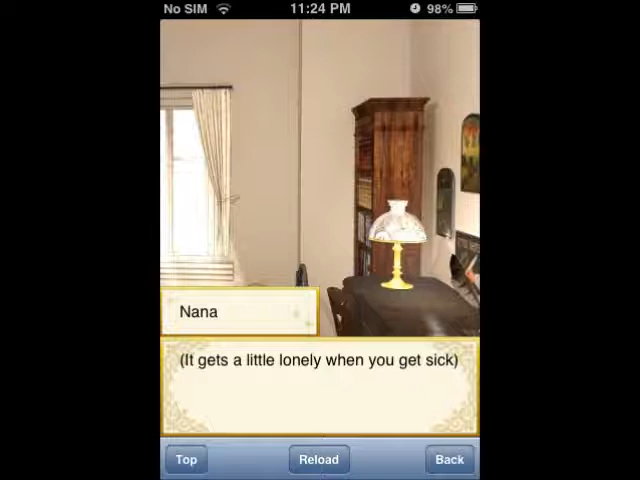 No SIM 11:24 PM 98%
Nana
(It gets a little lonely when you get sick)
Top Reload Back